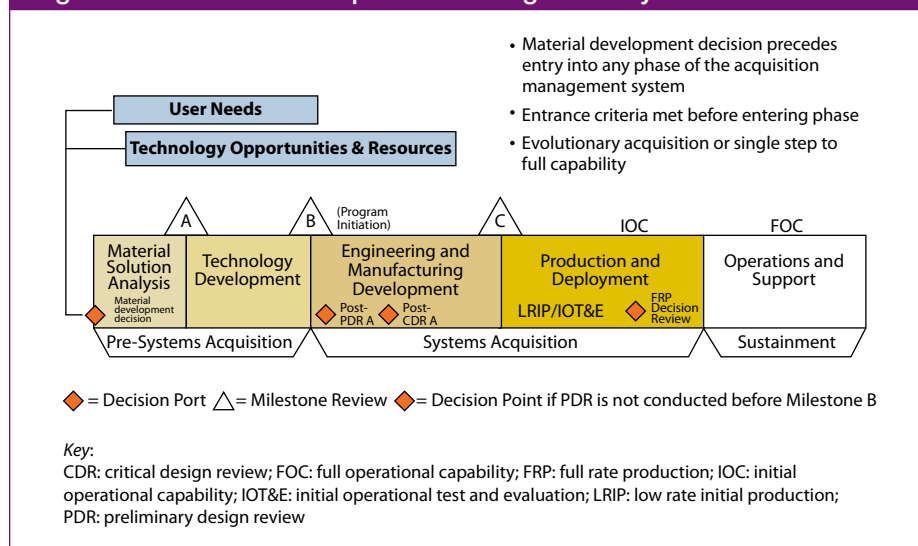 • Material development decision precedes
entry into any phase of the acquisition
management system
• Entrance criteria met before entering phase
• Evolutionary acquisition or single step to
full capability
User Needs
Technology Opportunities & Resources
A
B
(Program
Initiation)
C
IOC
FOC
Material
Solution
Analysis
Material
development
decision
Technology
Development
Engineering and
Manufacturing
Development
Post-
PDR A
Post-
CDR A
Production and
Deployment
LRIP/IOT&E
FRP
Decision
Review
Operations and
Support
Pre-Systems Acquisition
Systems Acquisition
Sustainment
= Decision Port = Milestone Review = Decision Point if PDR is not conducted before Milestone B
Key:
CDR: critical design review; FOC: full operational capability; FRP: full rate production; IOC: initial
operational capability; IOT&E: initial operational test and evaluation; LRIP: low rate initial production;
PDR: preliminary design review